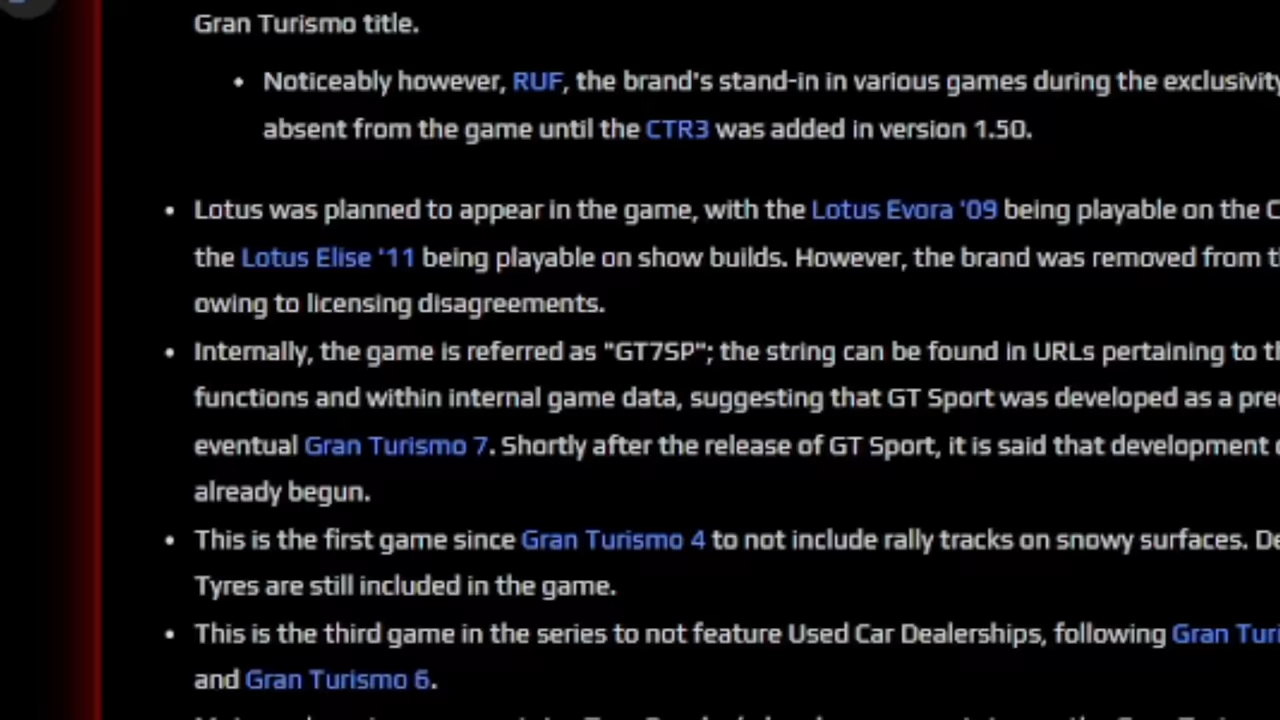 Gran Turismo title.
• Noticeably however, RUF, the brand's stand-in in various games during the exclusivity
absent from the game until the CTR3 was added in version 1.50.
• Lotus was planned to appear in the game, with the Lotus Evora '09 being playable on the
the Lotus Elise '11 being playable on show builds. However, the brand was removed from
owing to licensing disagreements.
• Internally, the game is referred as "GT7SP"; the string can be found in URLs pertaining to
functions and within internal game data, suggesting that GT Sport was developed as a
eventual Gran Turismo 7. Shortly after the release of GT Sport, it is said that development
already begun.
• This is the first game since Gran Turismo 4 to not include rally tracks on snowy surfaces.
Tyres are still included in the game.
• This is the third game in the series to not feature Used Car Dealerships, following Gran
and Gran Turismo 6.